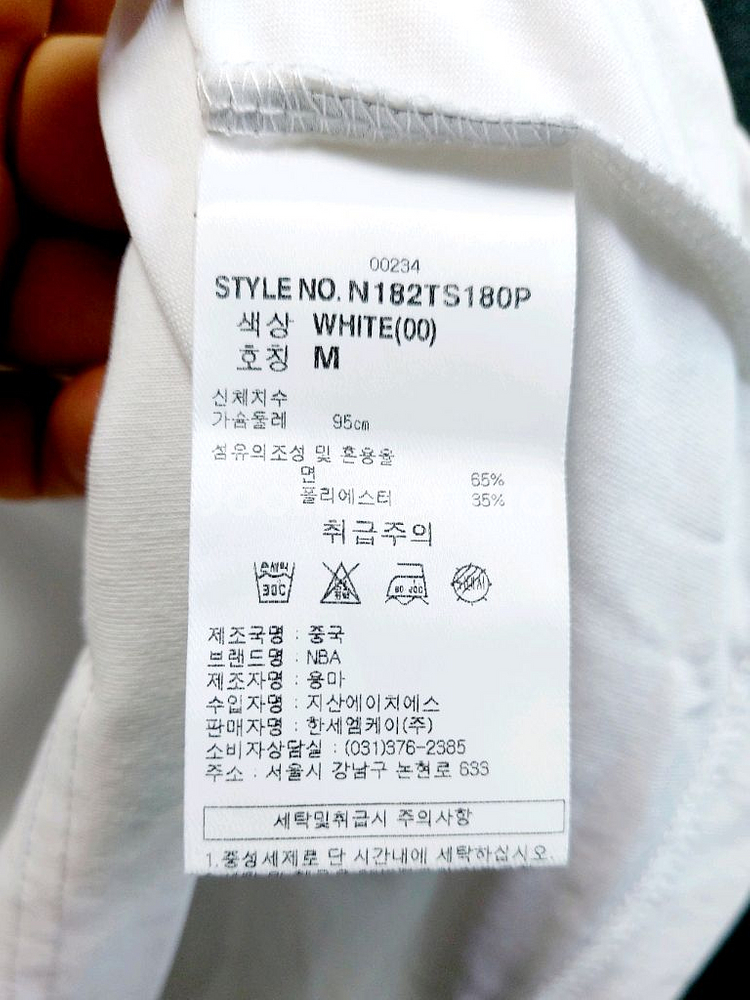 00234
STYLE NO. N182TS180P
색상 WHITE(00)
호칭 M
신체치수
가슴둘레 95㎝
섬유의조성 및 혼용율
면 65%
폴리에스터 35%
취급주의
손세탁
30C
제조국명 : 중국
브랜드명 : NBA
제조자명 : 용마
수입자명 : 지산에이치에스
판매자명 : 한세엠케이(주)
소비자상담실 : (031)376-2385
주소 : 서울시 강남구 논현로 633
세탁및취급시 주의사항
1.중성세제로 단 시간내에 세탁하십시오.